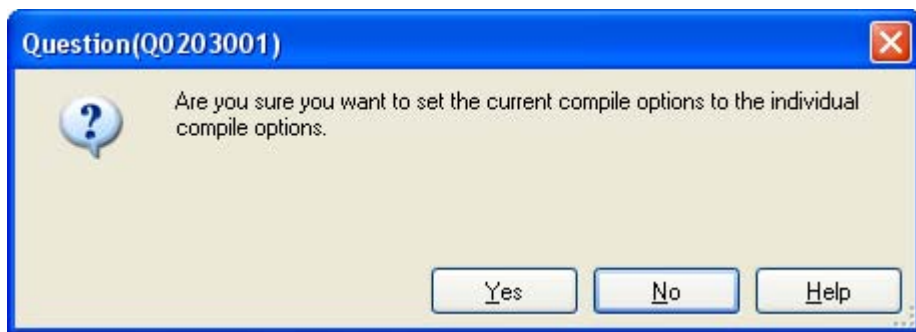 Question(Q0203001)
Are you sure you want to set the current compile options to the individual
compile options.
Yes
No
Help